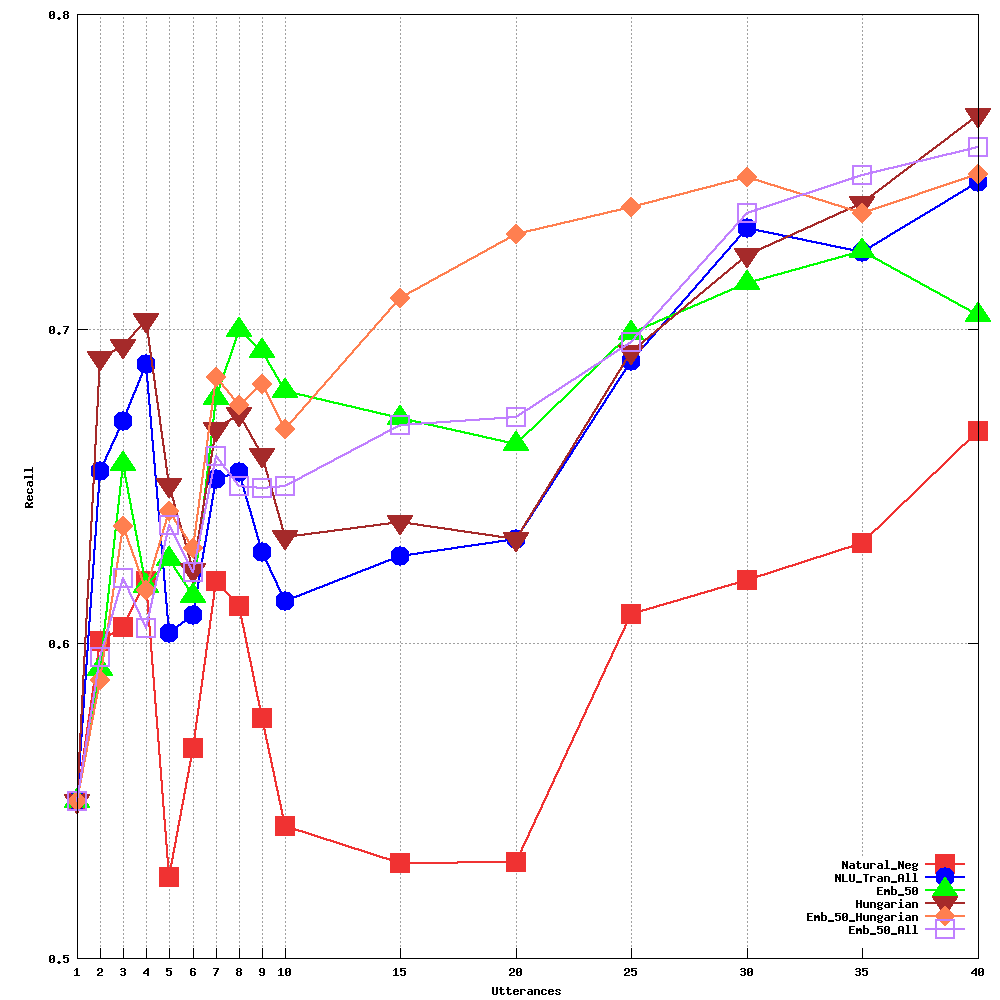 0.8
0.7
0.6
0.5
Recall
Natural_Neg
NLU_Tran_All
Emb_50
Hungarian
Emb_50_Hungarian
Emb_50_All
1 2 3 4 5 6 7 8 9 10 15 20 25 30 35 40
Utterances